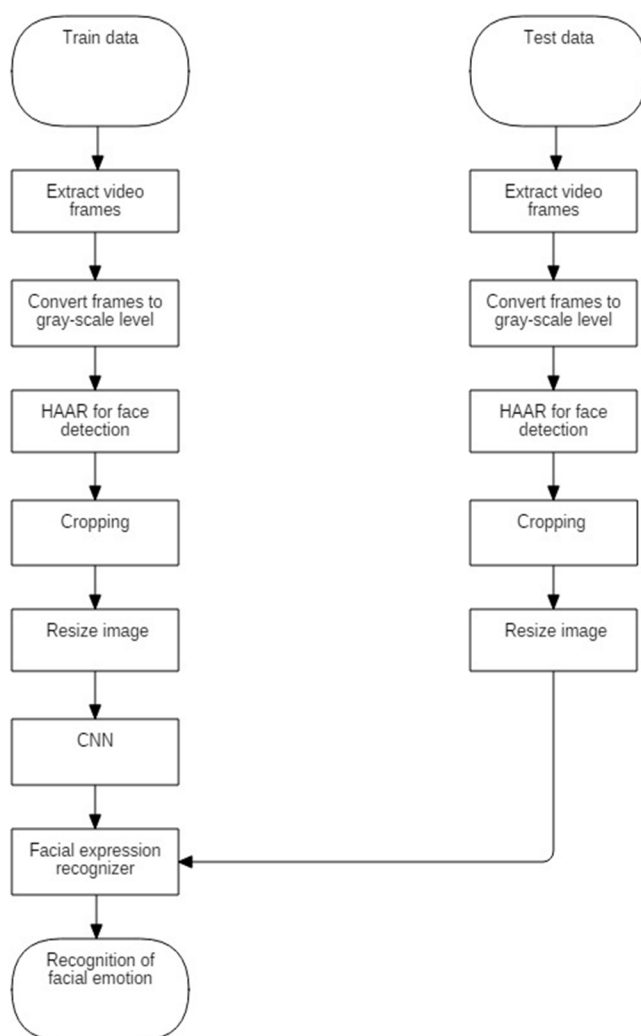 Train data
Extract video
frames
Convert frames to
gray-scale level
HAAR for face
detection
Cropping
Resize image
CNN
Facial expression
recognizer
Recognition of
facial emotion
Test data
Extract video
frames
Convert frames to
gray-scale level
HAAR for face
detection
Cropping
Resize image